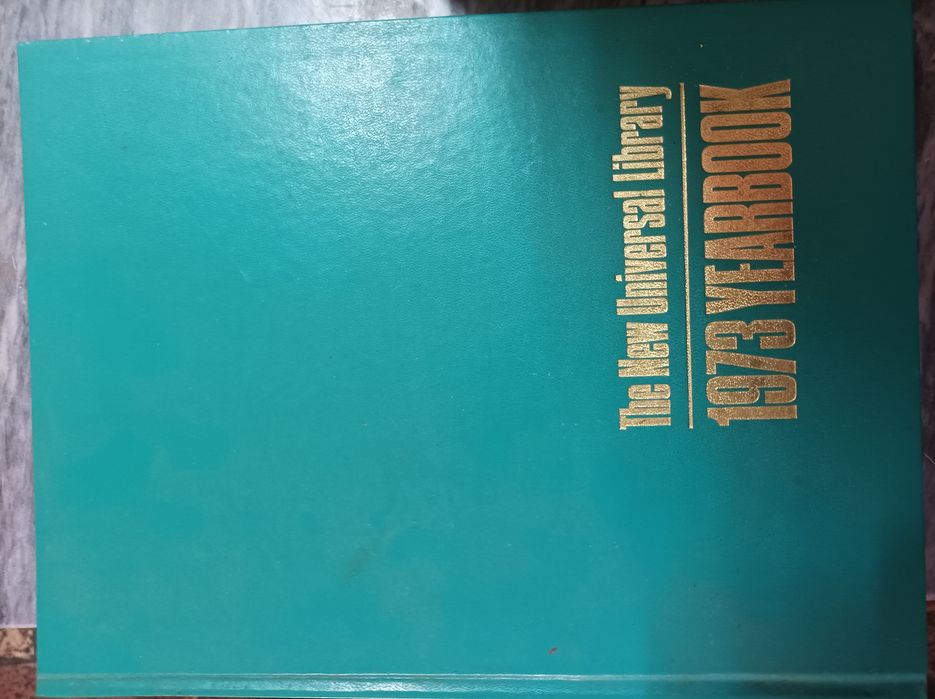 The New Universal Library
1973 YEARBOOK